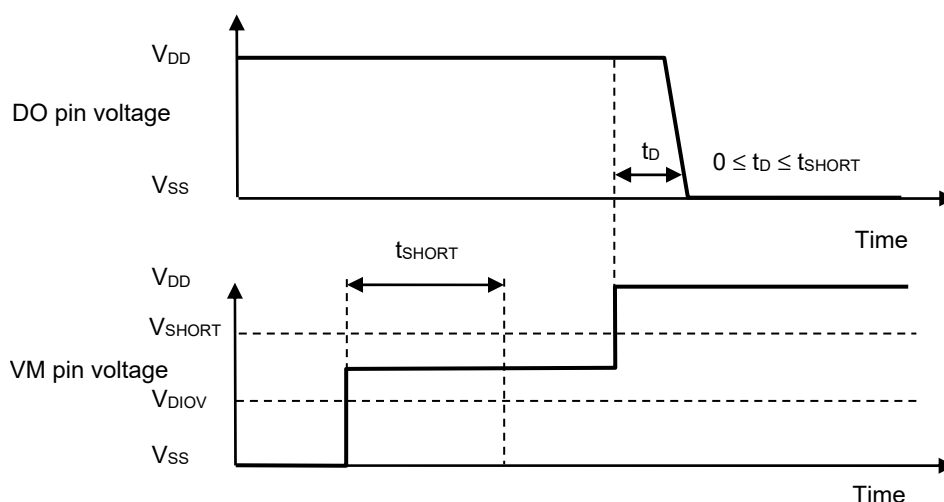 VDD
DO pin voltage
tD
0 ≤ tD ≤ tSHORT
VSS
Time
tSHORT
VDD
VSHORT
VM pin voltage
VDIOV
VSS
Time